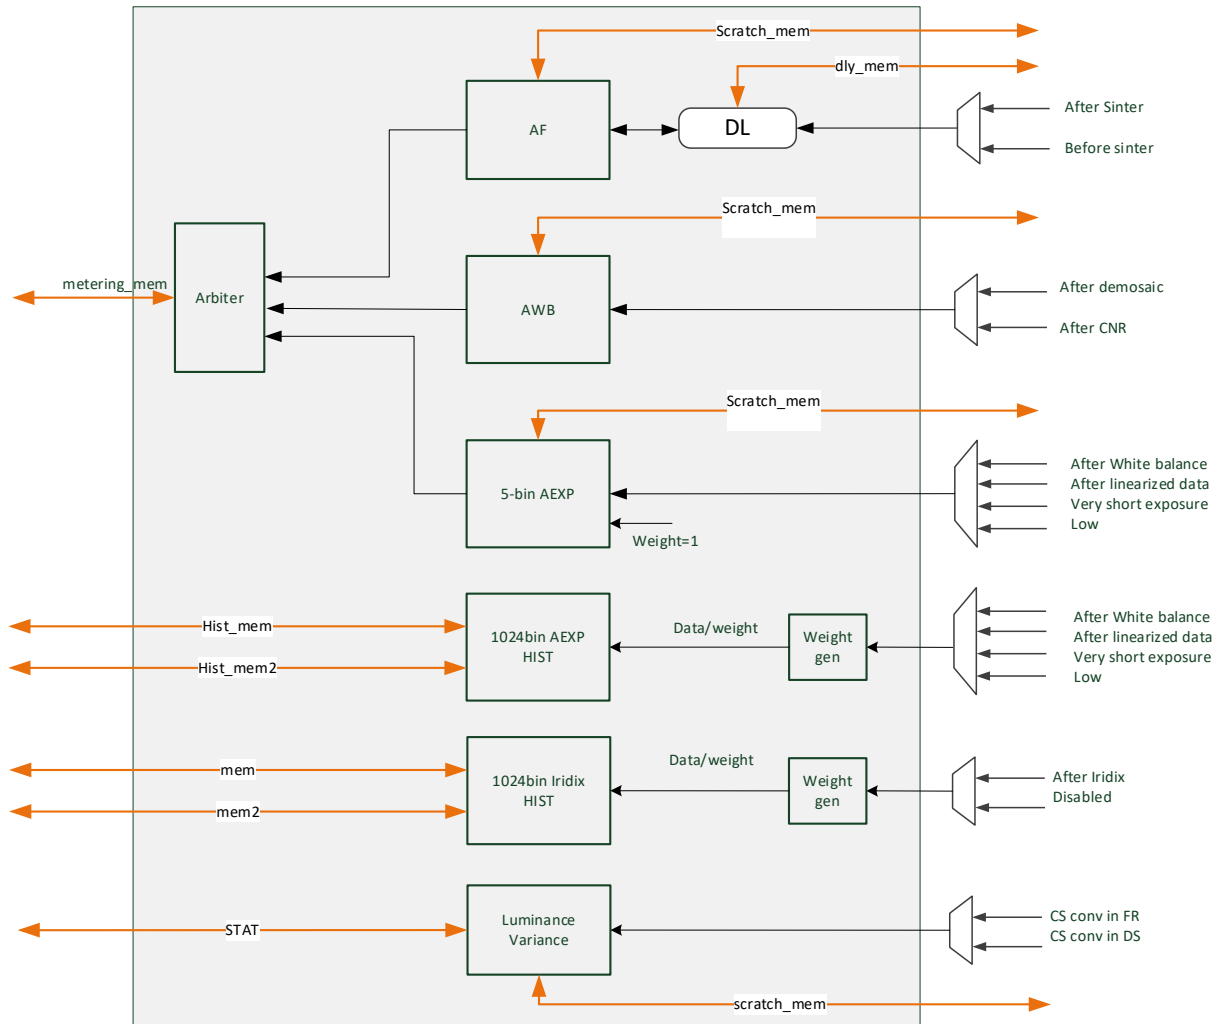 Scratch_mem
dly_mem
AF
DL
After Sinter
Before sinter
Scratch_mem
metering_mem
Arbiter
AWB
After demosaic
After CNR
Scratch_mem
5-bin AEXP
Weight=1
After White balance
After linearized data
Very short exposure
Low
Hist_mem
Hist_mem2
1024bin AEXP
HIST
Data/weight
Weight
gen
After White balance
After linearized data
Very short exposure
Low
mem
mem2
1024bin Iridix
HIST
Data/weight
Weight
gen
After Iridix
Disabled
STAT
Luminance
Variance
CS conv in FR
CS conv in DS
scratch_mem